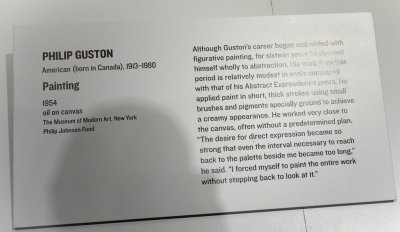 PHILIP GUSTON
American (born in Canada). 1913–1980
Painting
1954
oil on canvas
The Museum of Modern Art, New York
Philip Johnson Fund
Although Guston's career began and ended with
figurative painting, for sixteen years he devoted
himself wholly to abstraction. His work from this
period is relatively modest in scale compared
with that of his Abstract Expressionist peers. He
applied paint in short, thick strokes using small
brushes and pigments specially ground to achieve
a creamy appearance. He worked very close to
the canvas, often without a predetermined plan.
"The desire for direct expression became so
strong that even the interval necessary to reach
back to the palette beside me became too long,"
he said. "I forced myself to paint the entire work
without stepping back to look at it."